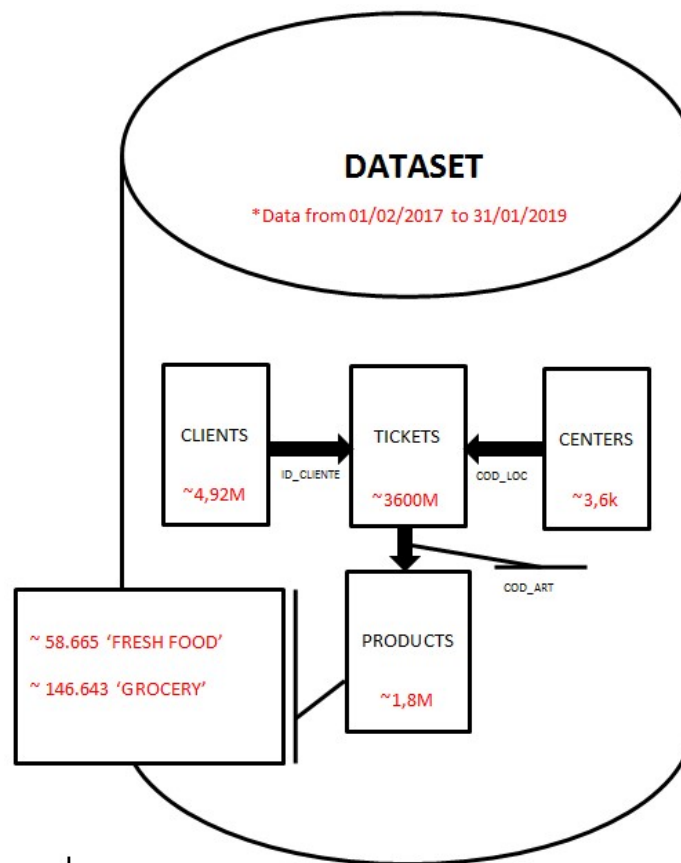 DATASET
*Data from 01/02/2017 to 31/01/2019
CLIENTS
~4,92M
ID_CLIENTE
TICKETS
~3600M
COD_LOC
CENTERS
~3,6k
COD_ART
PRODUCTS
~1,8M
~ 58.665 ‘FRESH FOOD’
~ 146.643 ‘GROCERY’